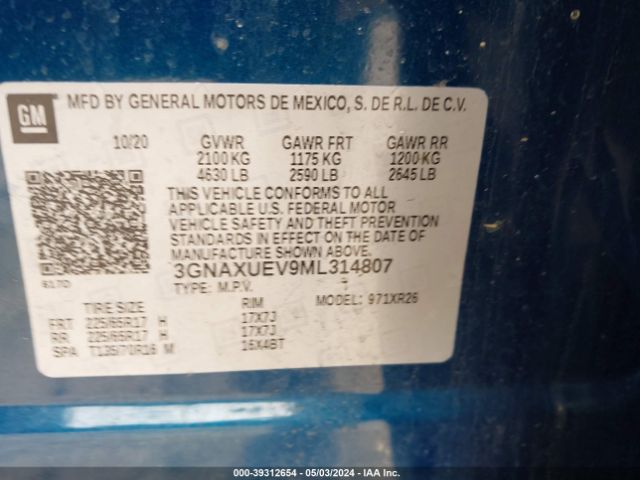 GM
MFD BY GENERAL MOTORS DE MEXICO, S. DE R.L. DE C.V.
10/20 GVWR GAWR FRT GAWR RR
2100 KG 1175 KG 1200 KG
4630 LB 2590 LB 2645 LB
THIS VEHICLE CONFORMS TO ALL
APPLICABLE U.S. FEDERAL MOTOR
VEHICLE SAFETY AND THEFT PREVENTION
STANDARDS IN EFFECT ON THE DATE OF
MANUFACTURE SHOWN ABOVE.
3GNAXUEV9ML314807
6170 TYPE: M.P.V. MODEL: 971XR26
TIRE SIZE RIM
FRT 225/65R17 H 17X7J
RR 225/65R17 H 17X7J
SPA T135/70R16 M 16X4BT
000-39312654 - 05/03/2024 - IAA Inc.